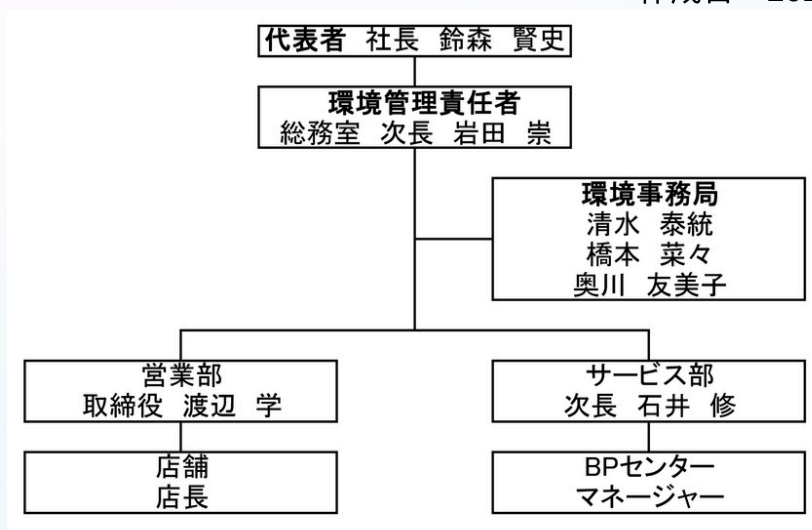 代表者 社長 鈴森 賢史
環境管理責任者
総務室 次長 岩田 崇
環境事務局
清水 泰統
橋本 菜々
奥川 友美子
営業部
取締役 渡辺 学
サービス部
次長 石井 修
店舗
店長
BPセンター
マネージャー